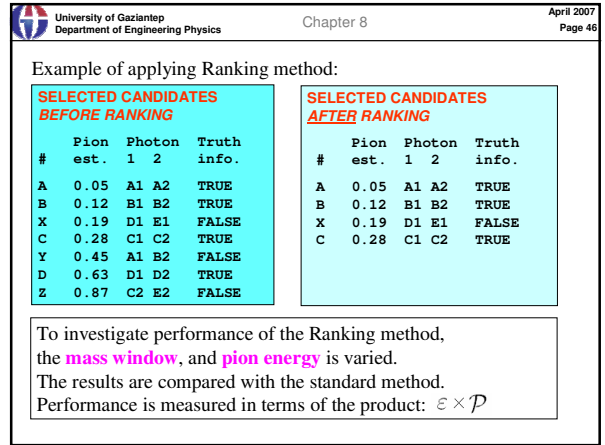 University of Gaziantep
Department of Engineering Physics
Chapter 8
April 2007
Page 46
Example of applying Ranking method:
SELECTED CANDIDATES
BEFORE RANKING
Pion Photon Truth
# est. 1 2 info.
A 0.05 A1 A2 TRUE
B 0.12 B1 B2 TRUE
X 0.19 D1 E1 FALSE
C 0.28 C1 C2 TRUE
Y 0.45 A1 B2 FALSE
D 0.63 D1 D2 TRUE
Z 0.87 C2 E2 FALSE
SELECTED CANDIDATES
AFTER RANKING
Pion Photon Truth
# est. 1 2 info.
A 0.05 A1 A2 TRUE
B 0.12 B1 B2 TRUE
X 0.19 D1 E1 FALSE
C 0.28 C1 C2 TRUE
To investigate performance of the Ranking method,
the mass window, and pion energy is varied.
The results are compared with the standard method.
Performance is measured in terms of the product: ε × P